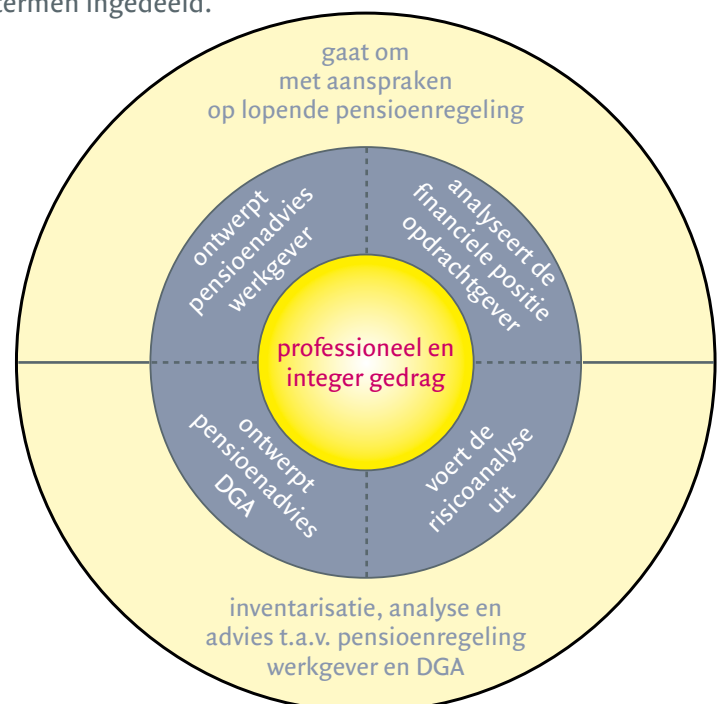 termen ingedeeld.
gaat om
met aanspraken
op lopende pensioenregeling
ontwerpt
pensioenadvies
werkgever
analyseert de
financiele positie
opdrachtgever
professioneel en
integer gedrag
ontwerpt
pensioenadvies
DGA
voert de
risicoanalyse
uit
inventarisatie, analyse en
advies t.a.v. pensioenregeling
werkgever en DGA